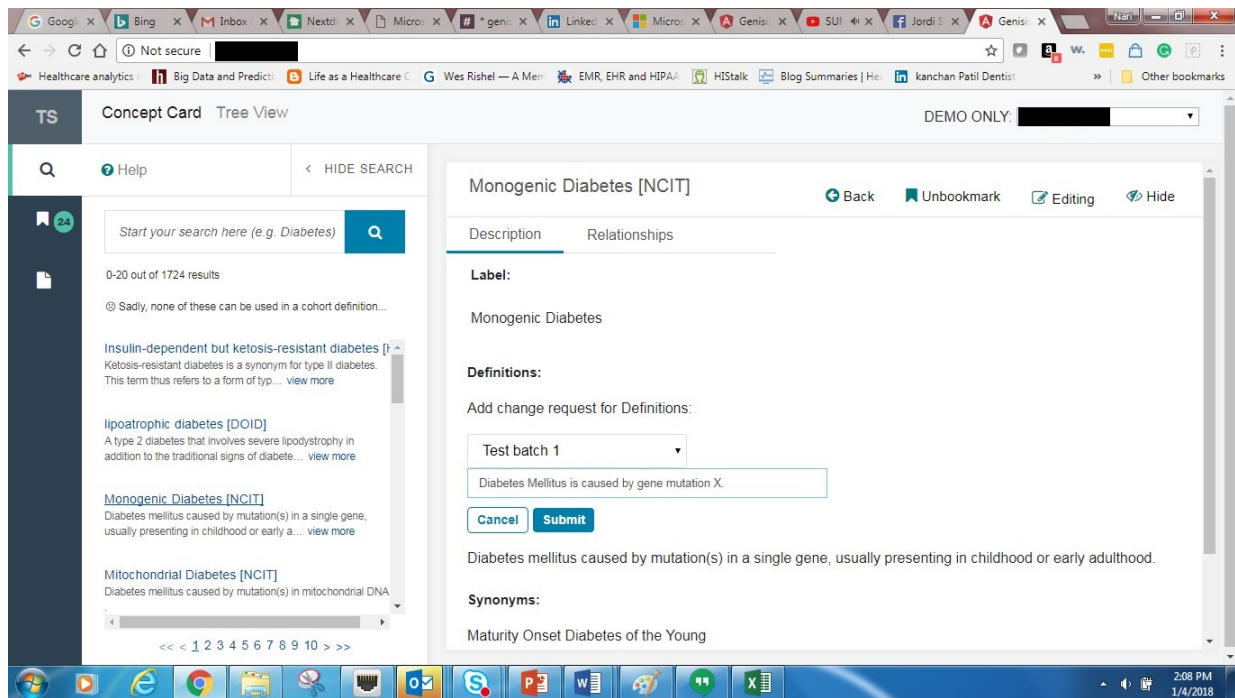 Googl Bing Inbox Nextd Micros * genis Linked Micros Genisi SUI Jordi S Genisi Nari
Not secure
Healthcare analytics Big Data and Predicti Life as a Healthcare C Wes Rishel — A Mem EMR, EHR and HIPAA HIStalk Blog Summaries | He kanchan Patil Dentist » Other bookmarks
TS Concept Card Tree View DEMO ONLY:
Help < HIDE SEARCH
24
Start your search here (e.g. Diabetes)
0-20 out of 1724 results
Sadly, none of these can be used in a cohort definition...
Insulin-dependent but ketosis-resistant diabetes [
Ketosis-resistant diabetes is a synonym for type II diabetes.
This term thus refers to a form of typ... view more
lipoatrophic diabetes [DOID]
A type 2 diabetes that involves severe lipodystrophy in
addition to the traditional signs of diabete... view more
Monogenic Diabetes [NCIT]
Diabetes mellitus caused by mutation(s) in a single gene,
usually presenting in childhood or early a... view more
Mitochondrial Diabetes [NCIT]
Diabetes mellitus caused by mutation(s) in mitochondrial DNA
.
<< < 1 2 3 4 5 6 7 8 9 10 > >>
Monogenic Diabetes [NCIT] Back Unbookmark Editing Hide
Description Relationships
Label:
Monogenic Diabetes
Definitions:
Add change request for Definitions:
Test batch 1
Diabetes Mellitus is caused by gene mutation X.
Cancel Submit
Diabetes mellitus caused by mutation(s) in a single gene, usually presenting in childhood or early adulthood.
Synonyms:
Maturity Onset Diabetes of the Young
2:08 PM
1/4/2018